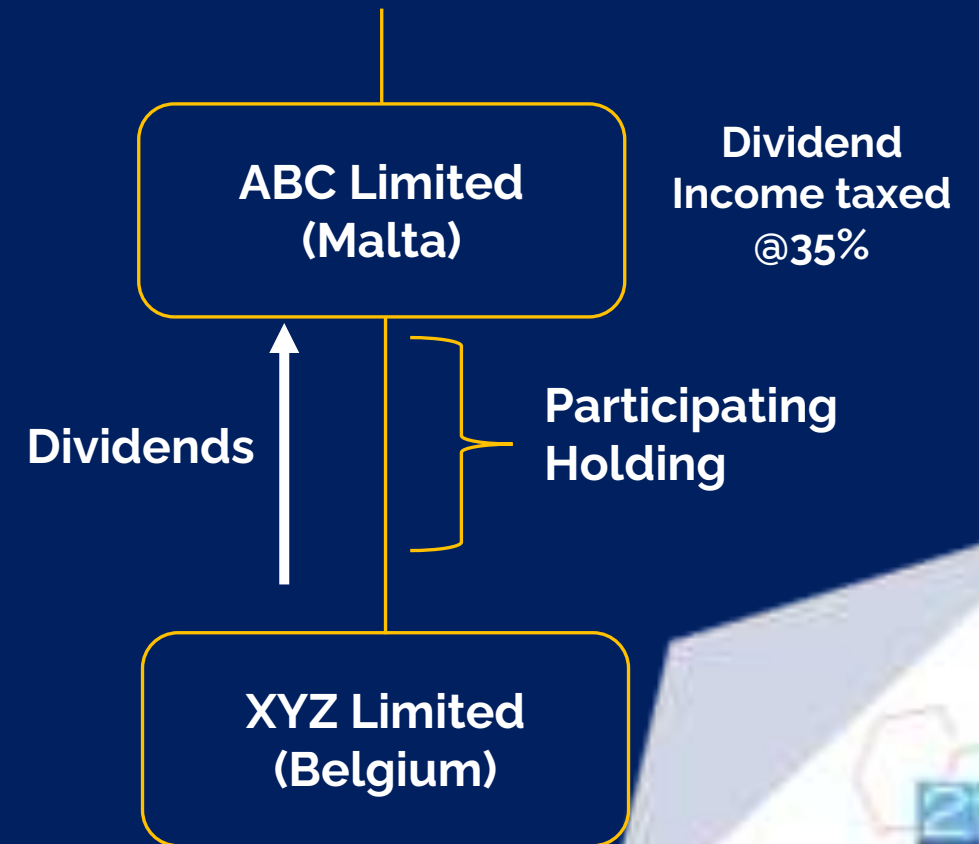 ABC Limited
(Malta)
Dividend
Income taxed
@35%
Dividends
Participating
Holding
XYZ Limited
(Belgium)